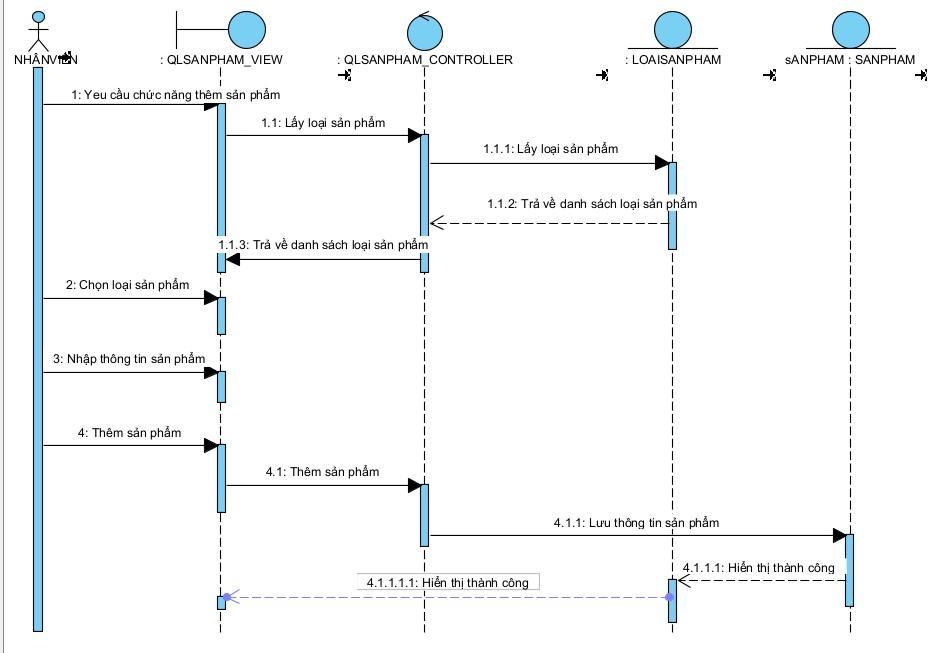 NHÂNVIÊN
: QLSANPHAM_VIEW
: QLSANPHAM_CONTROLLER
: LOAISANPHAM
sANPHAM : SANPHAM
1: Yeu cầu chức năng thêm sản phẩm
1.1: Lấy loại sản phẩm
1.1.1: Lấy loại sản phẩm
1.1.2: Trả về danh sách loại sản phẩm
1.1.3: Trả về danh sách loại sản phẩm
2: Chọn loại sản phẩm
3: Nhập thông tin sản phẩm
4: Thêm sản phẩm
4.1: Thêm sản phẩm
4.1.1: Lưu thông tin sản phẩm
4.1.1.1: Hiển thị thành công
4.1.1.1.1: Hiển thị thành công